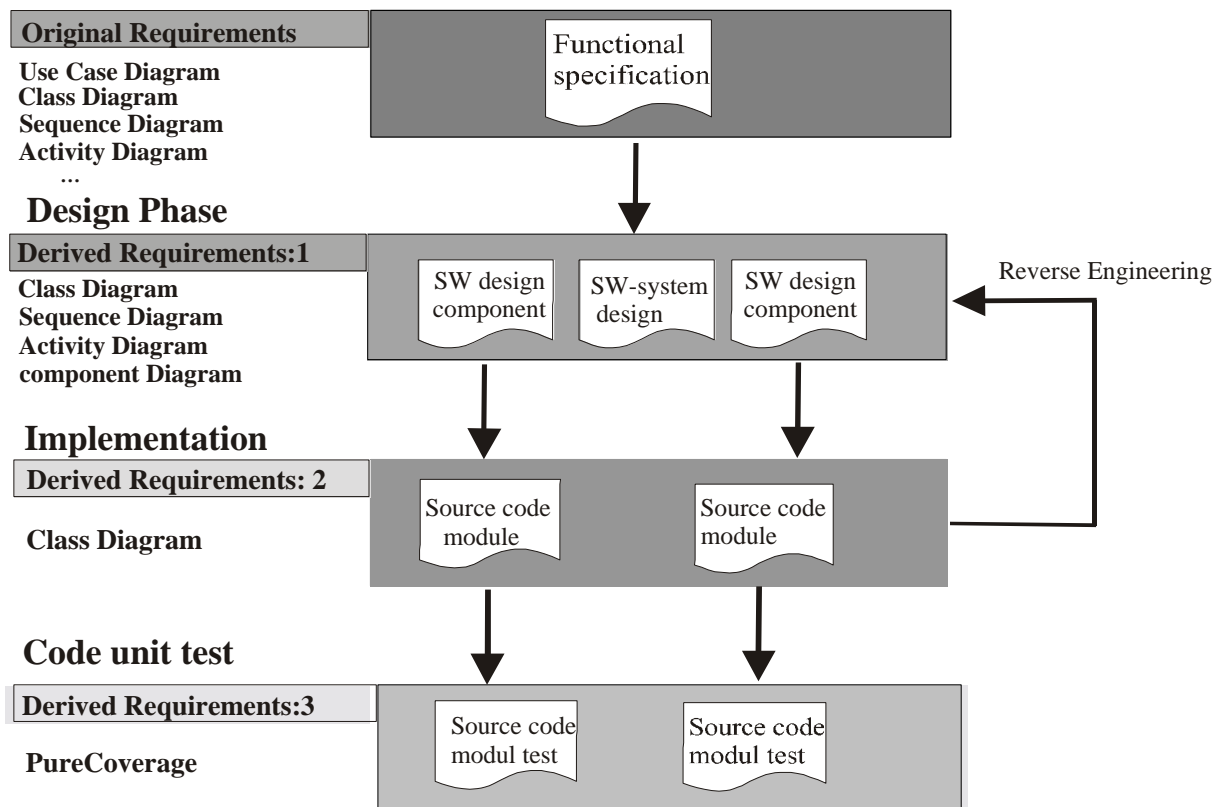 Original Requirements
Use Case Diagram
Class Diagram
Sequence Diagram
Activity Diagram
...
Functional
specification
Design Phase
Derived Requirements:1
Class Diagram
Sequence Diagram
Activity Diagram
component Diagram
SW design
component
SW-system
design
SW design
component
Reverse Engineering
Implementation
Derived Requirements: 2
Class Diagram
Source code
module
Source code
module
Code unit test
Derived Requirements:3
PureCoverage
Source code
modul test
Source code
modul test